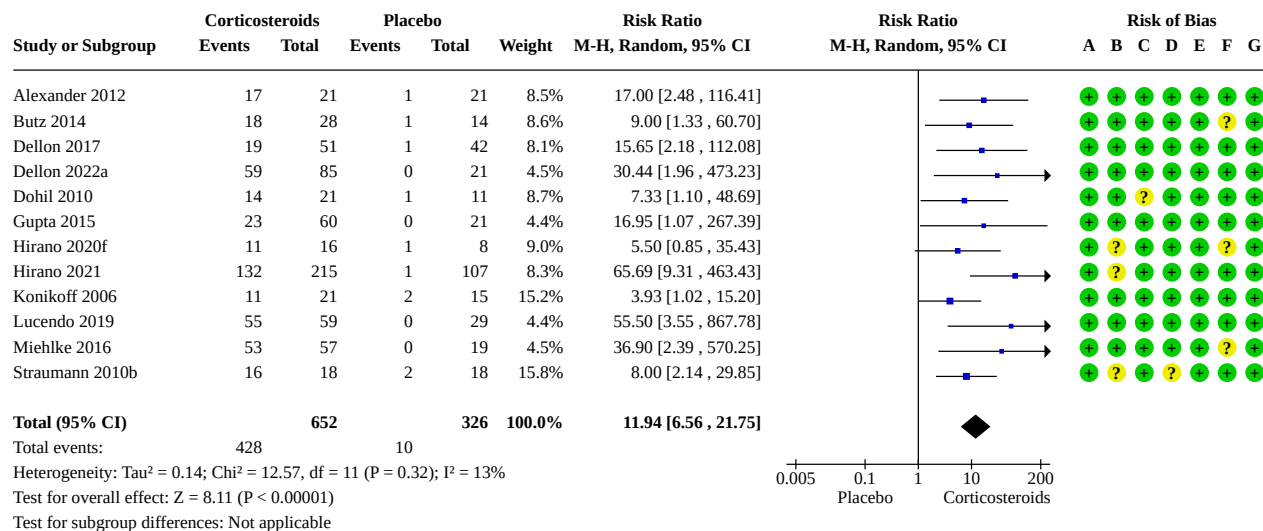 Corticosteroids Placebo Risk Ratio Risk Ratio Risk of Bias
Study or Subgroup Events Total Events Total Weight M-H, Random, 95% CI M-H, Random, 95% CI A B C D E F G
Alexander 2012 17 21 1 21 8.5% 17.00 [2.48 , 116.41] + + + + + + +
Butz 2014 18 28 1 14 8.6% 9.00 [1.33 , 60.70] + + + + + ? +
Dellon 2017 19 51 1 42 8.1% 15.65 [2.18 , 112.08] + + + + + + +
Dellon 2022a 59 85 0 21 4.5% 30.44 [1.96 , 473.23] + + + + + + +
Dohil 2010 14 21 1 11 8.7% 7.33 [1.10 , 48.69] + + ? + + + +
Gupta 2015 23 60 0 21 4.4% 16.95 [1.07 , 267.39] + + + + + + +
Hirano 2020f 11 16 1 8 9.0% 5.50 [0.85 , 35.43] + ? + + + ? +
Hirano 2021 132 215 1 107 8.3% 65.69 [9.31 , 463.43] + ? + + + + +
Konikoff 2006 11 21 2 15 15.2% 3.93 [1.02 , 15.20] + + + + + + +
Lucendo 2019 55 59 0 29 4.4% 55.50 [3.55 , 867.78] + + + + + + +
Miehlke 2016 53 57 0 19 4.5% 36.90 [2.39 , 570.25] + + + + + ? +
Straumann 2010b 16 18 2 18 15.8% 8.00 [2.14 , 29.85] + ? + ? + + +
Total (95% CI) 652 326 100.0% 11.94 [6.56 , 21.75]
Total events: 428 10
Heterogeneity: Tau² = 0.14; Chi² = 12.57, df = 11 (P = 0.32); I² = 13%
0.005 0.1 1 10 200
Test for overall effect: Z = 8.11 (P < 0.00001)
Placebo Corticosteroids
Test for subgroup differences: Not applicable